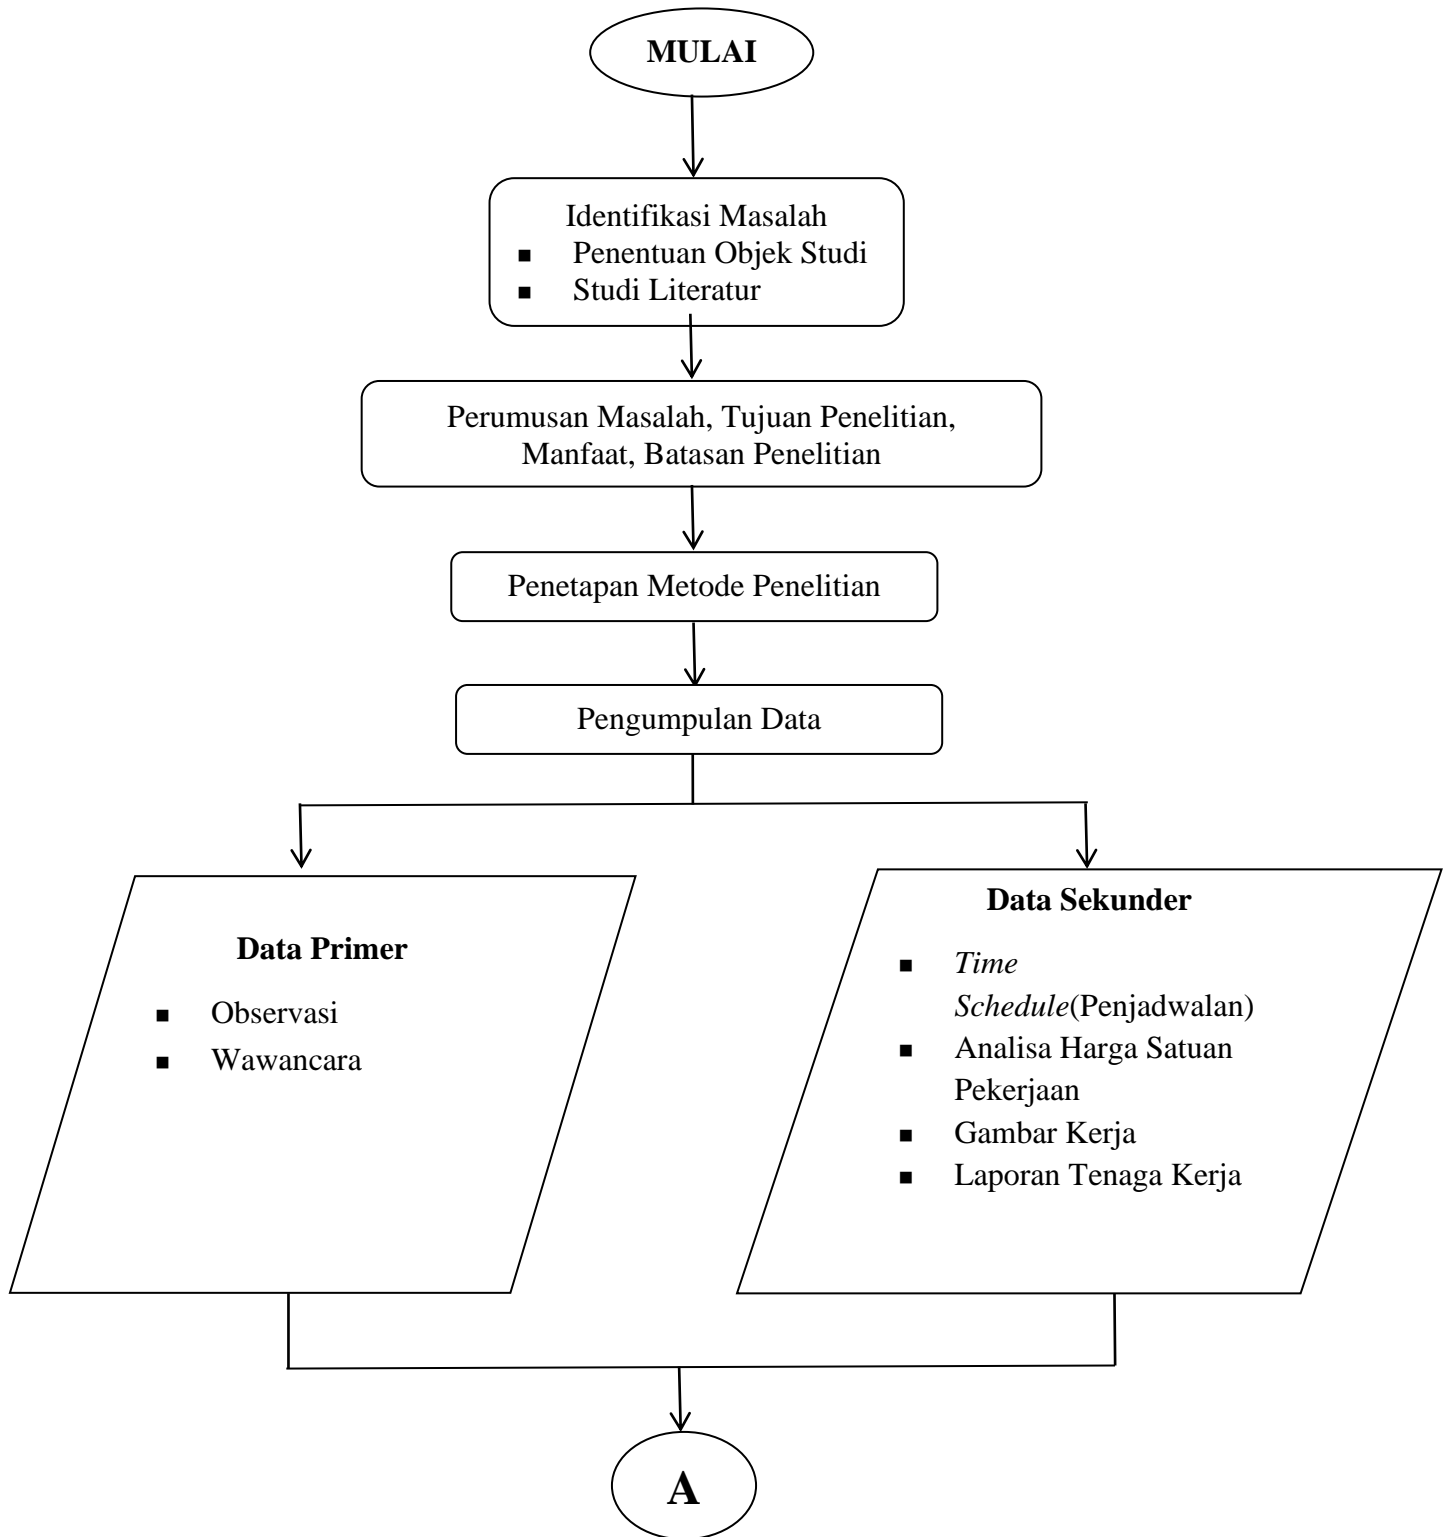 MULAI
Identifikasi Masalah
■ Penentuan Objek Studi
■ Studi Literatur
Perumusan Masalah, Tujuan Penelitian,
Manfaat, Batasan Penelitian
Penetapan Metode Penelitian
Pengumpulan Data
Data Primer
■ Observasi
■ Wawancara
Data Sekunder
■ Time
Schedule(Penjadwalan)
■ Analisa Harga Satuan
Pekerjaan
■ Gambar Kerja
■ Laporan Tenaga Kerja
A